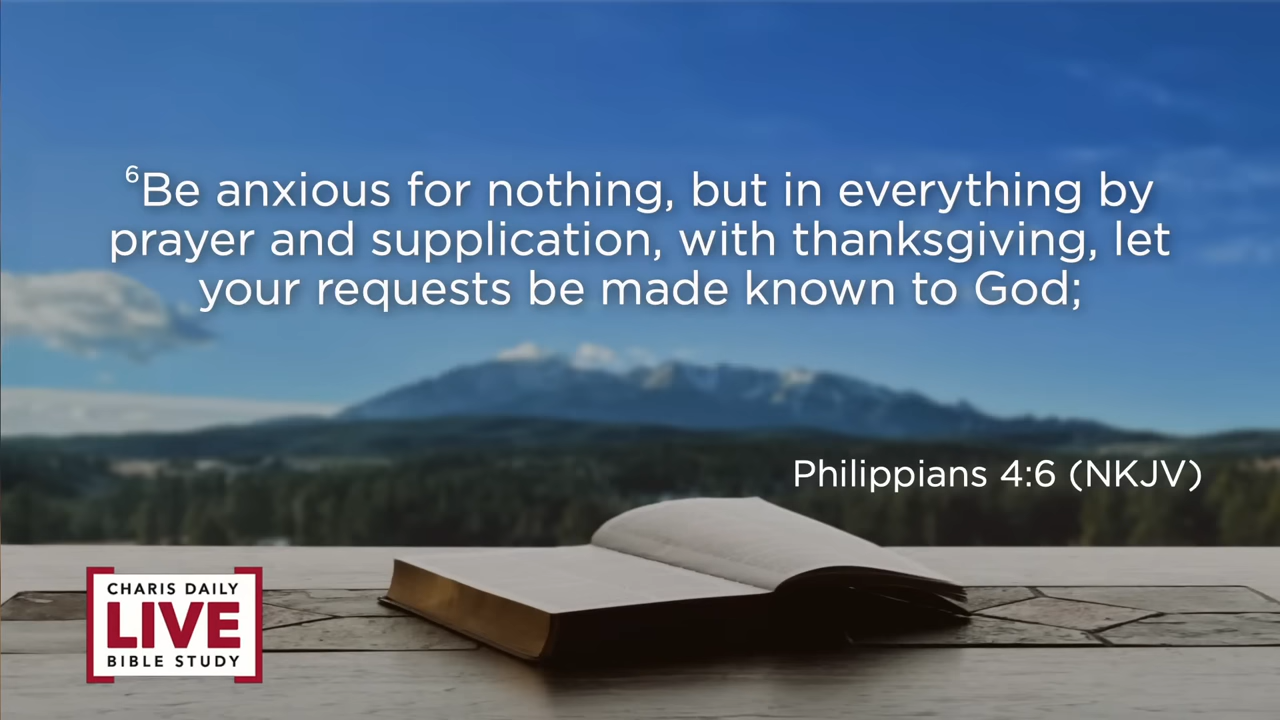 ⁶Be anxious for nothing, but in everything by
prayer and supplication, with thanksgiving, let
your requests be made known to God;
Philippians 4:6 (NKJV)
CHARIS DAILY
LIVE
BIBLE STUDY